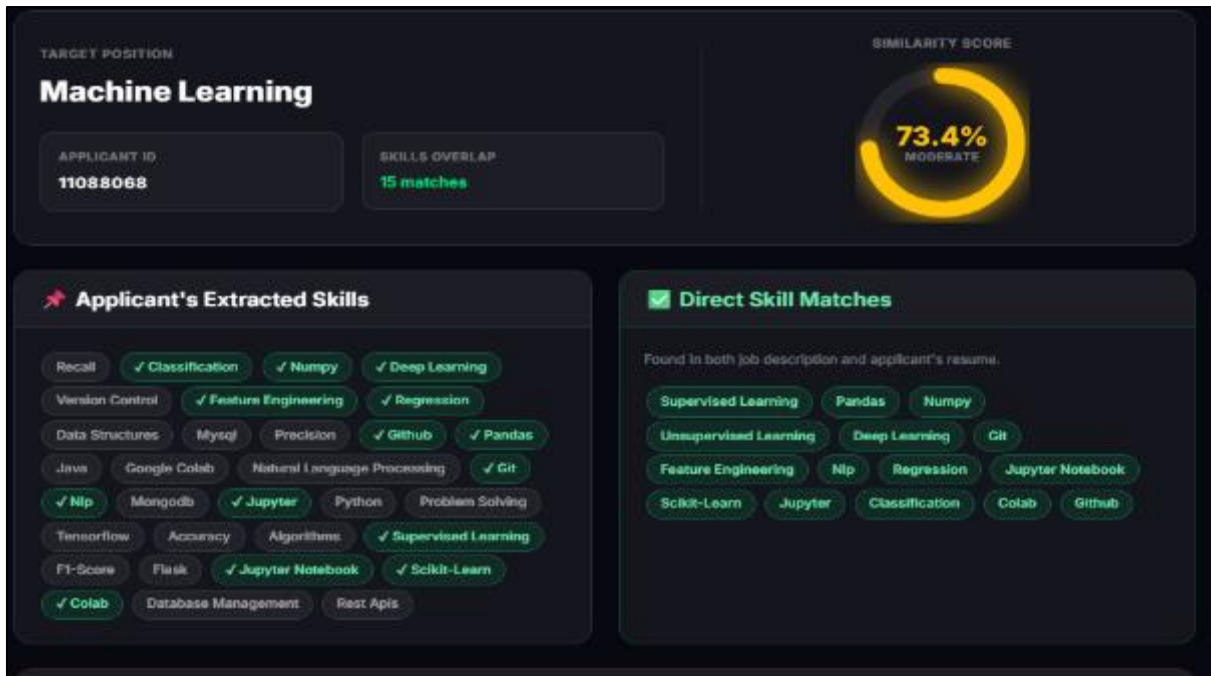 TARGET POSITION
Machine Learning
APPLICANT ID
11088068
SKILLS OVERLAP
15 matches
SIMILARITY SCORE
73.4%
MODERATE
Applicant's Extracted Skills
Recall ✓ Classification ✓ Numpy ✓ Deep Learning
Version Control ✓ Feature Engineering ✓ Regression
Data Structures Mysql Precision ✓ Github ✓ Pandas
Java Google Colab Natural Language Processing ✓ Git
✓ Nlp Mongodb ✓ Jupyter Python Problem Solving
Tensorflow Accuracy Algorithms ✓ Supervised Learning
F1-Score Flask ✓ Jupyter Notebook ✓ Scikit-Learn
✓ Colab Database Management Rest Apis
Direct Skill Matches
Found in both job description and applicant's resume.
Supervised Learning Pandas Numpy
Unsupervised Learning Deep Learning Git
Feature Engineering Nlp Regression Jupyter Notebook
Scikit-Learn Jupyter Classification Colab Github